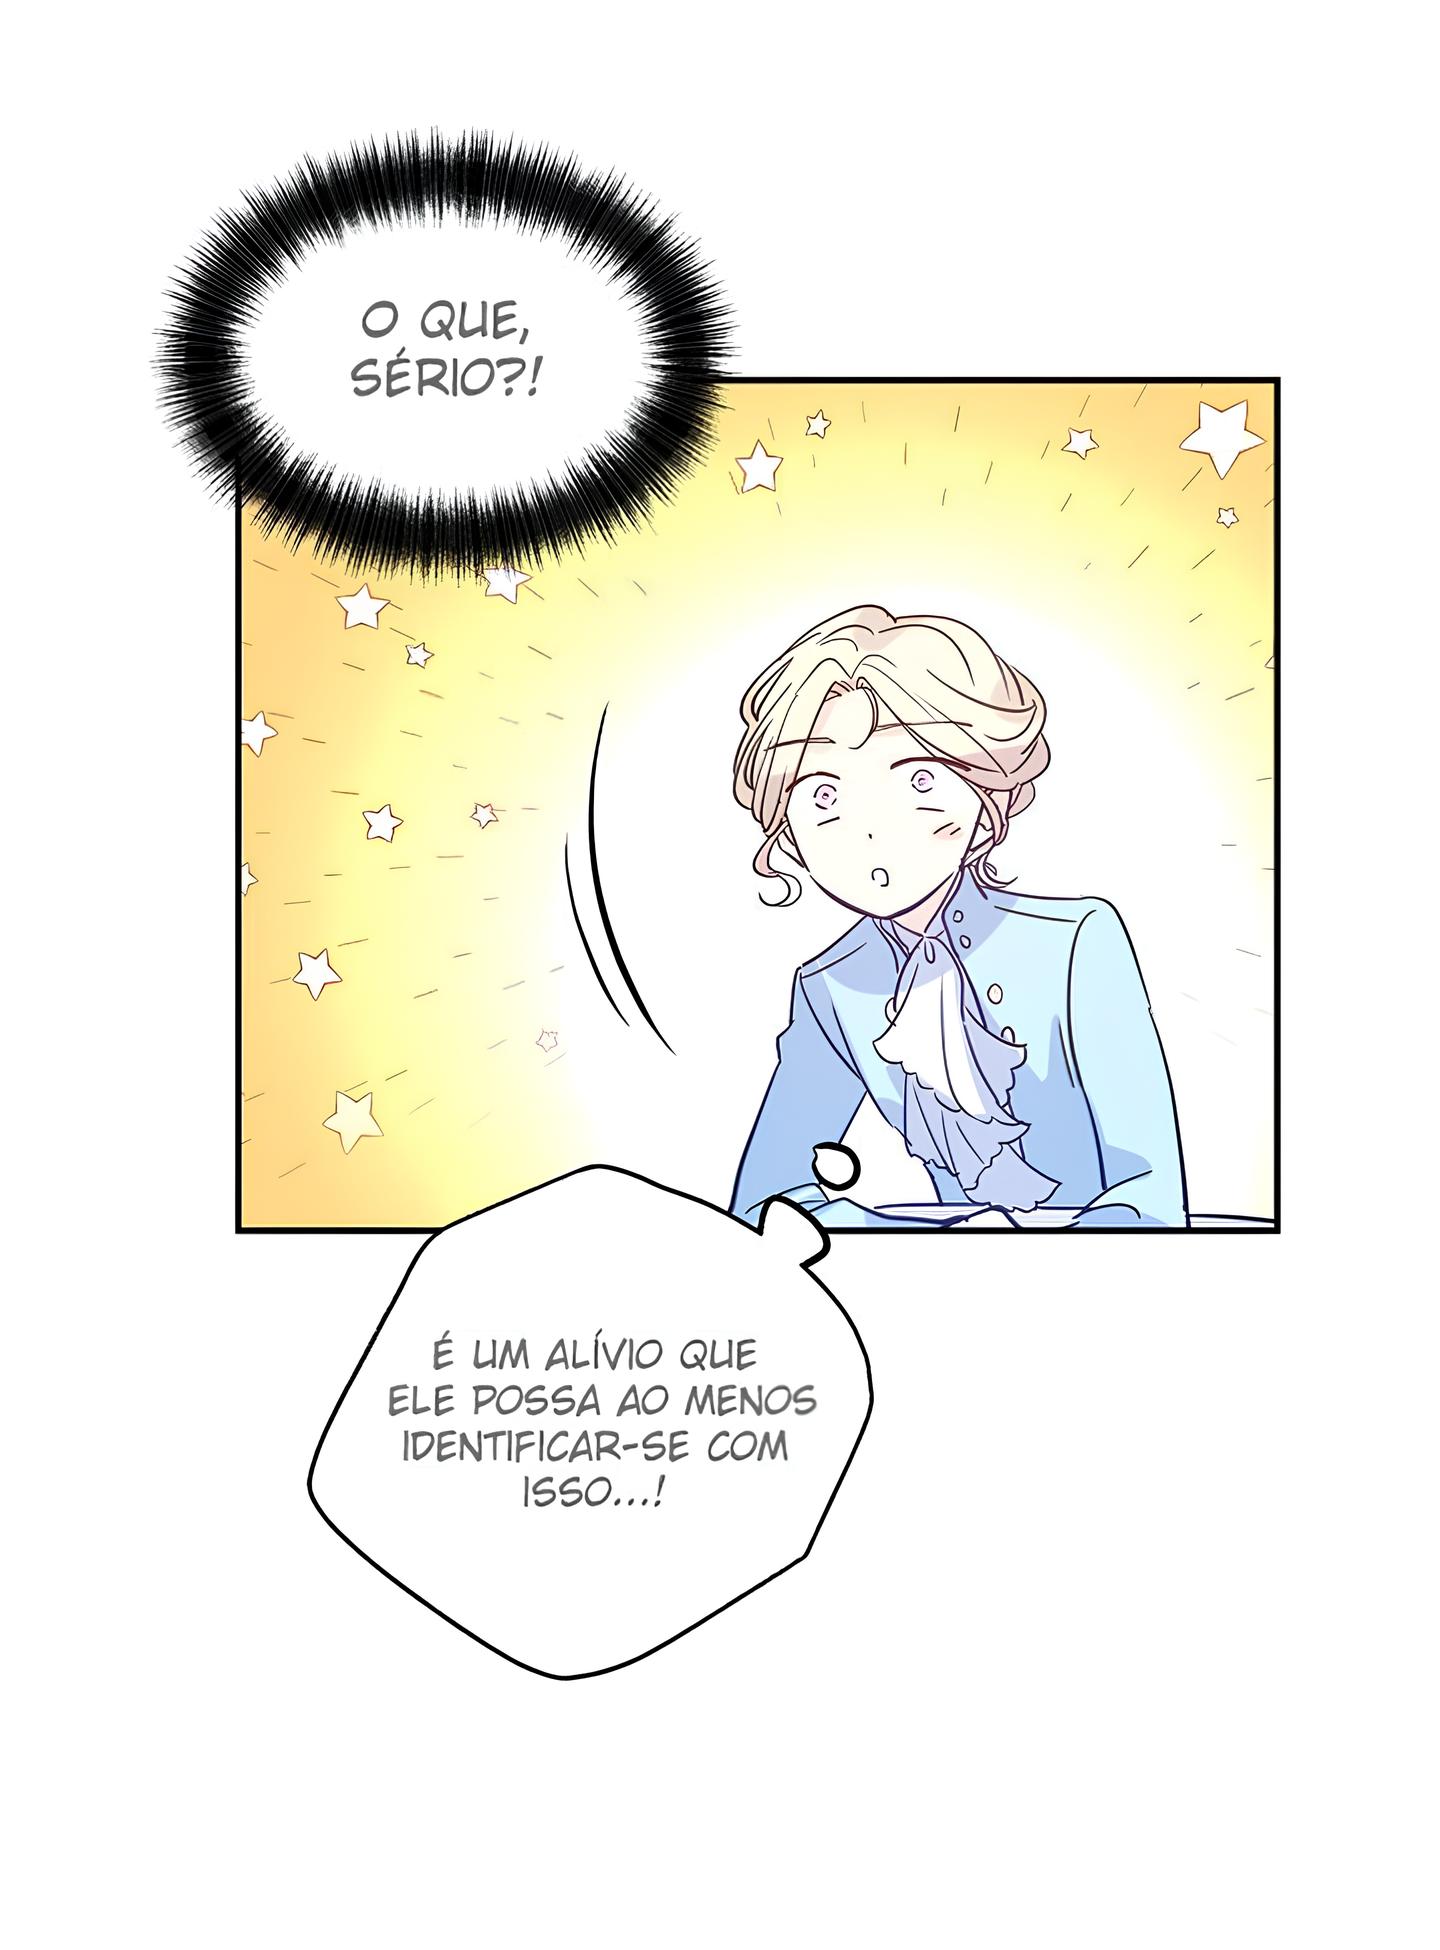 O QUE,
SÉRIO?!
É UM ALÍVIO QUE
ELE POSSA AO MENOS
IDENTIFICAR-SE COM
ISSO...!